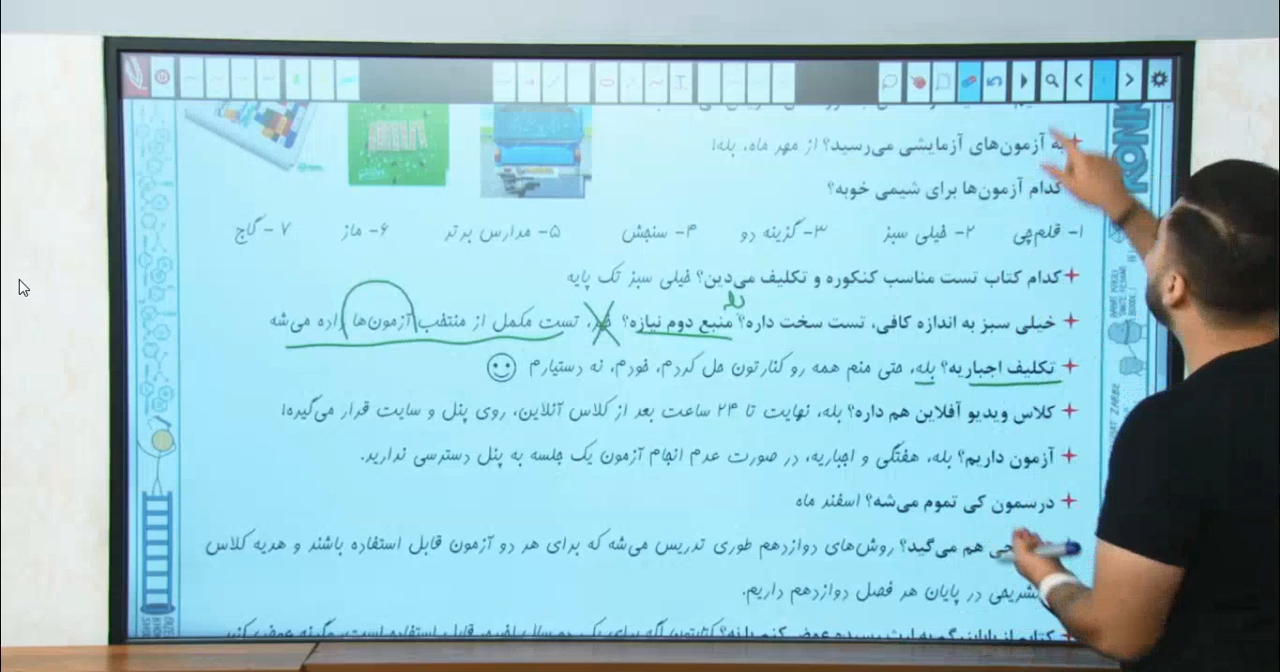 به آزمون‌های آزمایشی می‌رسید؟ از مهر ماه، بله!
کدام آزمون‌ها برای شیمی خوبه؟
۱- قلم‌چی ۲- خیلی سبز ۳- گزینه دو ۴- سنجش ۵- مدارس برتر ۶- ماز ۷- گاج
کدام کتاب تست مناسب کنکوره و تکلیف می‌دین؟ خیلی سبز تک پایه
خیلی سبز به اندازه کافی، تست سخت داره؟ بله منبع دوم نیازه؟ تست مکمل از منتخب آزمون‌ها داده می‌شه
تکلیف اجباریه؟ بله، حتی منم همه رو کنارتون حل کردم، خودم، نه دستیارم
کلاس ویدیو آفلاین هم داره؟ بله، نهایت تا ۲۴ ساعت بعد از کلاس آنلاین، روی پنل و سایت قرار می‌گیره!
آزمون داریم؟ بله، هفتگی و اجباریه، در صورت عدم انجام آزمون یک جلسه به پنل دسترسی ندارید.
درسمون کی تموم می‌شه؟ اسفند ماه
هم می‌گید؟ روش‌های دوازدهم طوری تدریس می‌شه که برای هر دو آزمون قابل استفاده باشند و هدیه کلاس
تشریحی در پایان هر فصل دوازدهم داریم.